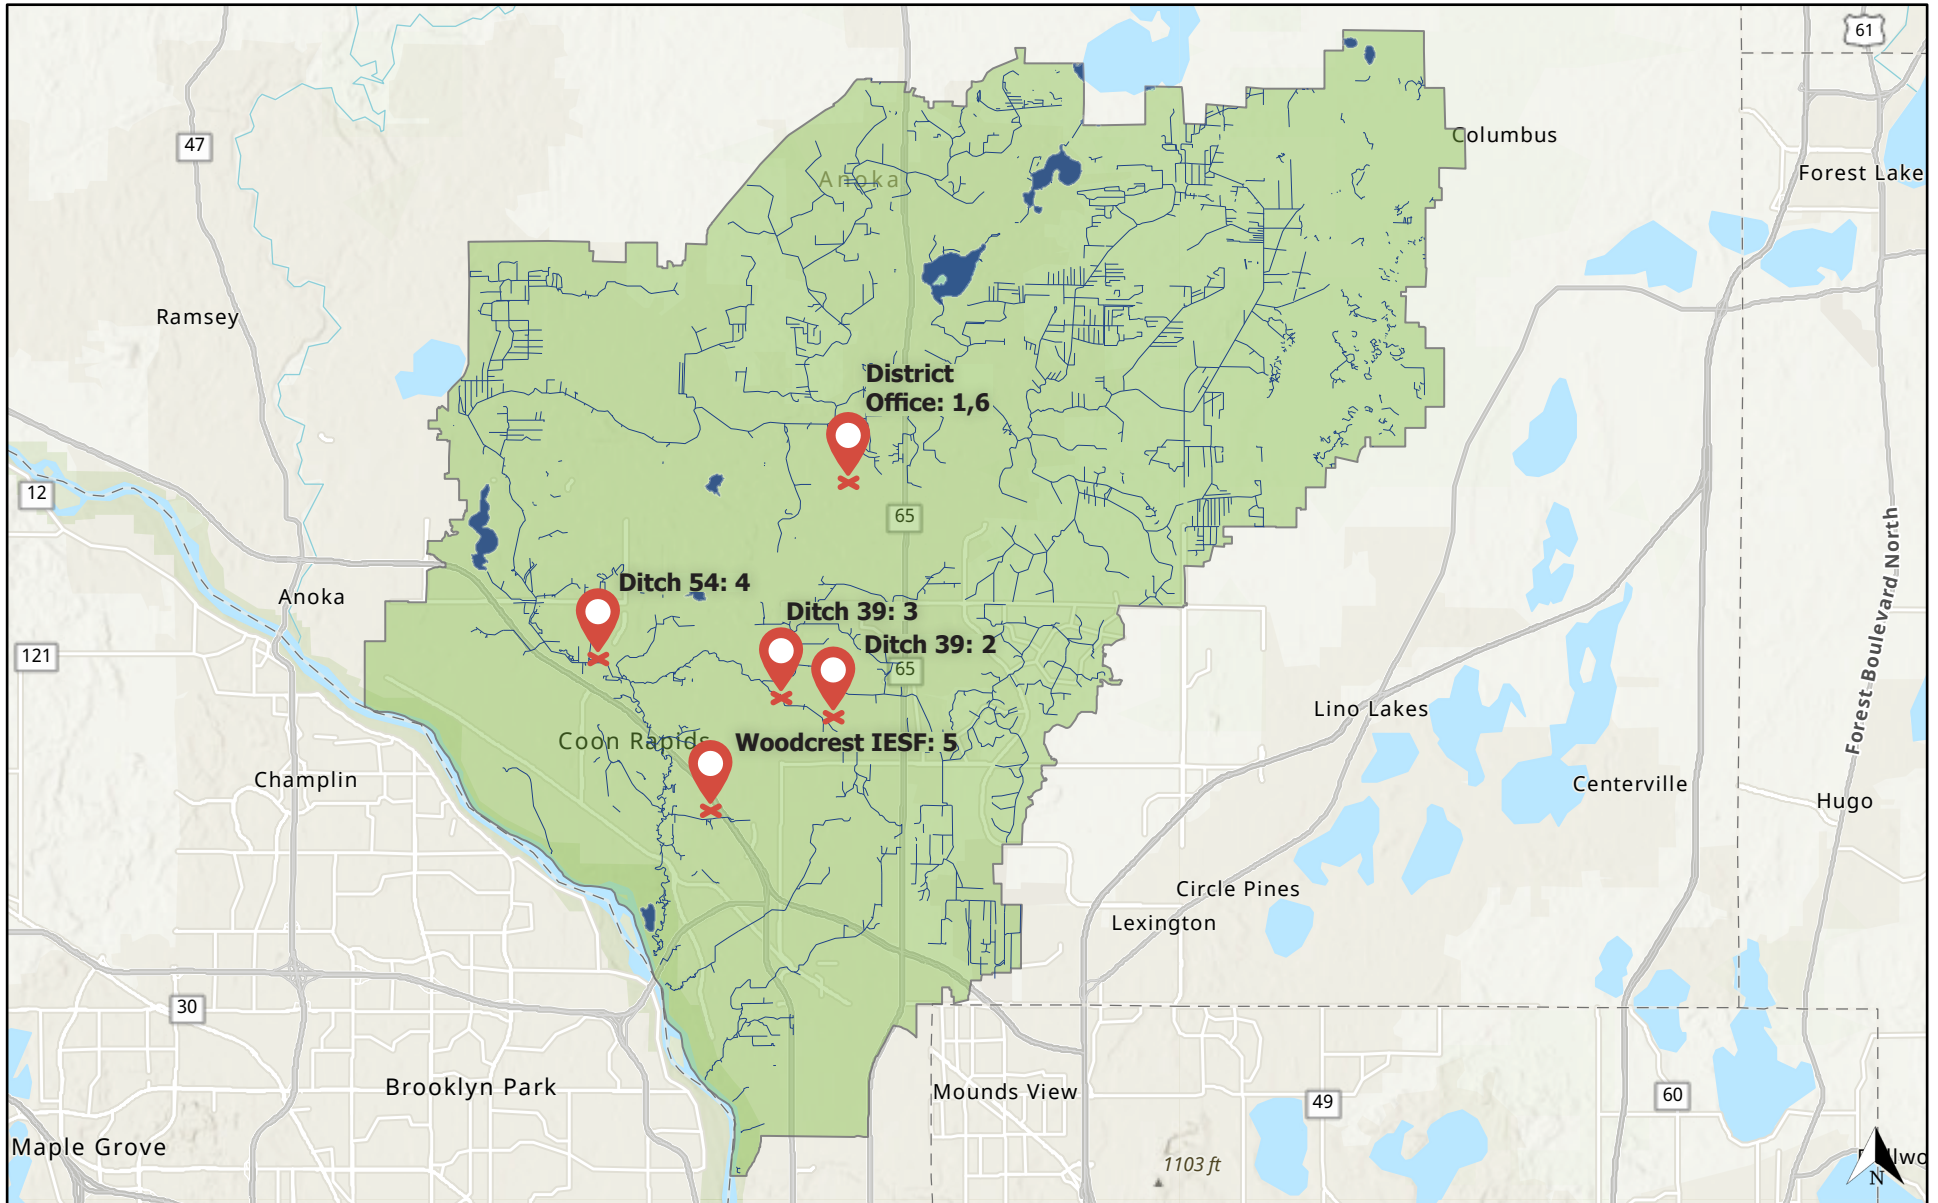 61
Columbus
47
Forest Lake
Anoka
Ramsey
District
Office: 1,6
12
65
Ditch 54: 4
Anoka
Ditch 39: 3
Ditch 39: 2
121
65
Forest Boulevard North
Lino Lakes
Coon Rapids
Woodcrest IESF: 5
Champlin
Centerville
Hugo
Circle Pines
Lexington
30
Brooklyn Park
Mounds View
49
60
Maple Grove
1103 ft
N